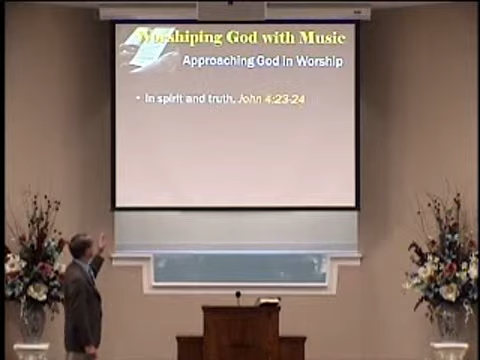 Worshiping God with Music
Approaching God in Worship
• In spirit and truth. John 4:23-24